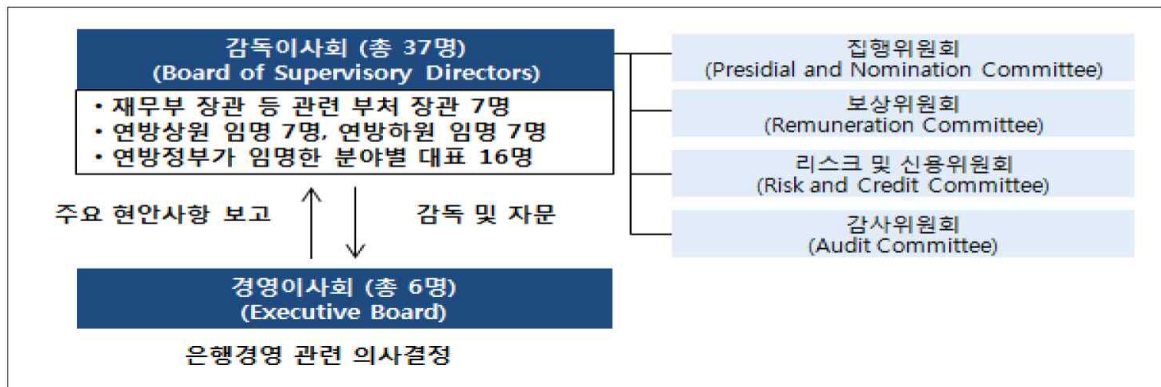 감독이사회 (총 37명)
(Board of Supervisory Directors)
• 재무부 장관 등 관련 부처 장관 7명
• 연방상원 임명 7명, 연방하원 임명 7명
• 연방정부가 임명한 분야별 대표 16명
주요 현안사항 보고
감독 및 자문
경영이사회 (총 6명)
(Executive Board)
은행경영 관련 의사결정
집행위원회
(Presidial and Nomination Committee)
보상위원회
(Remuneration Committee)
리스크 및 신용위원회
(Risk and Credit Committee)
감사위원회
(Audit Committee)